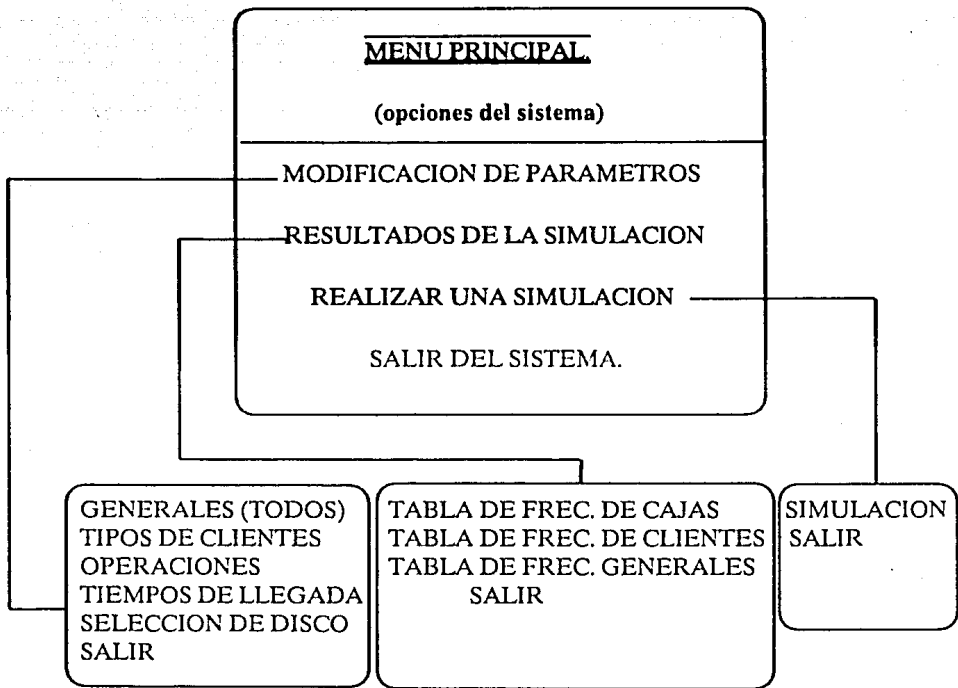 MENU PRINCIPAL.
(opciones del sistema)
MODIFICACION DE PARAMETROS
RESULTADOS DE LA SIMULACION
REALIZAR UNA SIMULACION
SALIR DEL SISTEMA.
GENERALES (TODOS)
TIPOS DE CLIENTES
OPERACIONES
TIEMPOS DE LLEGADA
SELECCION DE DISCO
SALIR
TABLA DE FREC. DE CAJAS
TABLA DE FREC. DE CLIENTES
TABLA DE FREC. GENERALES
SALIR
SIMULACION
SALIR